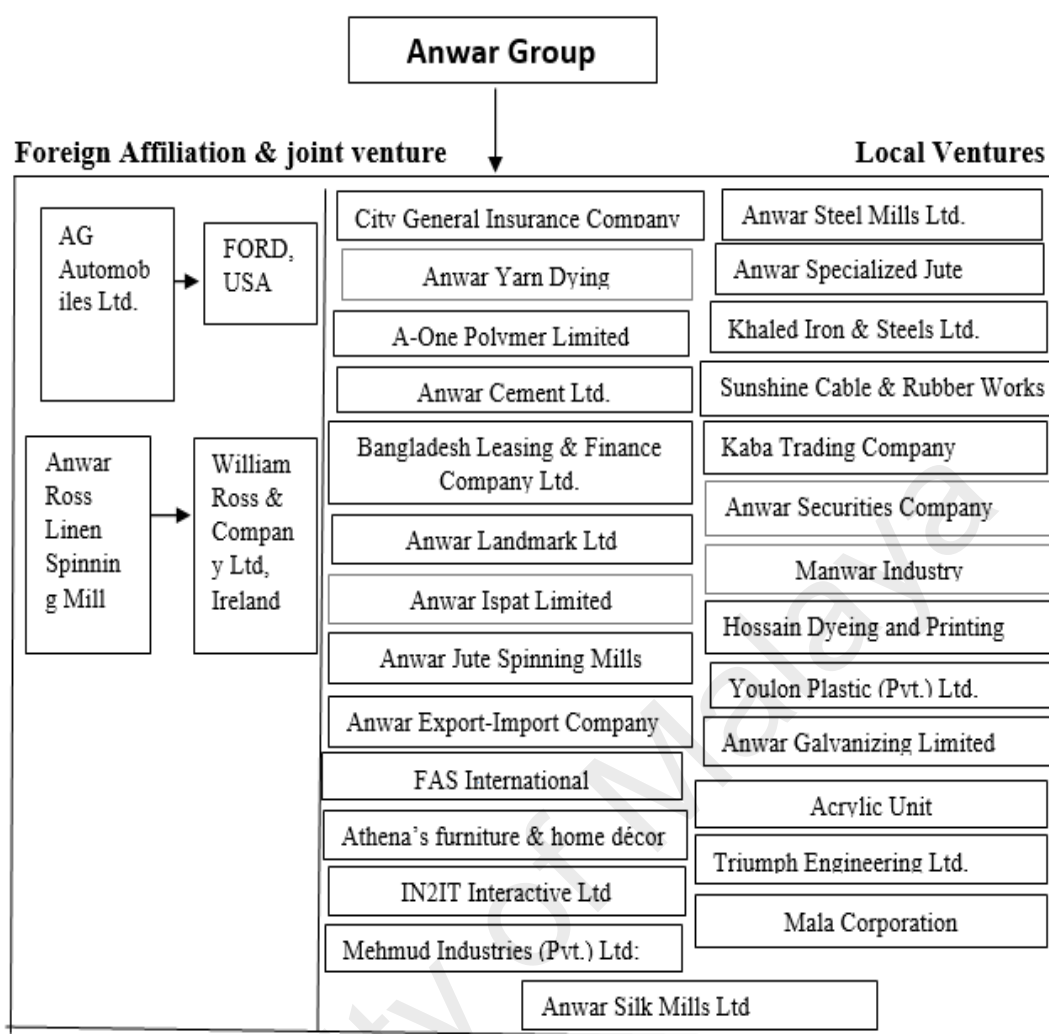 Anwar Group
Foreign Affiliation & joint venture
Local Ventures
AG
Automob
iles Ltd.
FORD,
USA
Anwar
Ross
Linen
Spinnin
g Mill
William
Ross &
Compan
y Ltd,
Ireland
City General Insurance Company
Anwar Yarn Dying
A-One Polymer Limited
Anwar Cement Ltd.
Bangladesh Leasing & Finance
Company Ltd.
Anwar Landmark Ltd
Anwar Ispat Limited
Anwar Jute Spinning Mills
Anwar Export-Import Company
FAS International
Athena’s furniture & home décor
IN2IT Interactive Ltd
Mehmud Industries (Pvt.) Ltd:
Anwar Steel Mills Ltd.
Anwar Specialized Jute
Khaled Iron & Steels Ltd.
Sunshine Cable & Rubber Works
Kaba Trading Company
Anwar Securities Company
Manwar Industry
Hossain Dyeing and Printing
Youlon Plastic (Pvt.) Ltd.
Anwar Galvanizing Limited
Acrylic Unit
Triumph Engineering Ltd.
Mala Corporation
Anwar Silk Mills Ltd
of Malaya